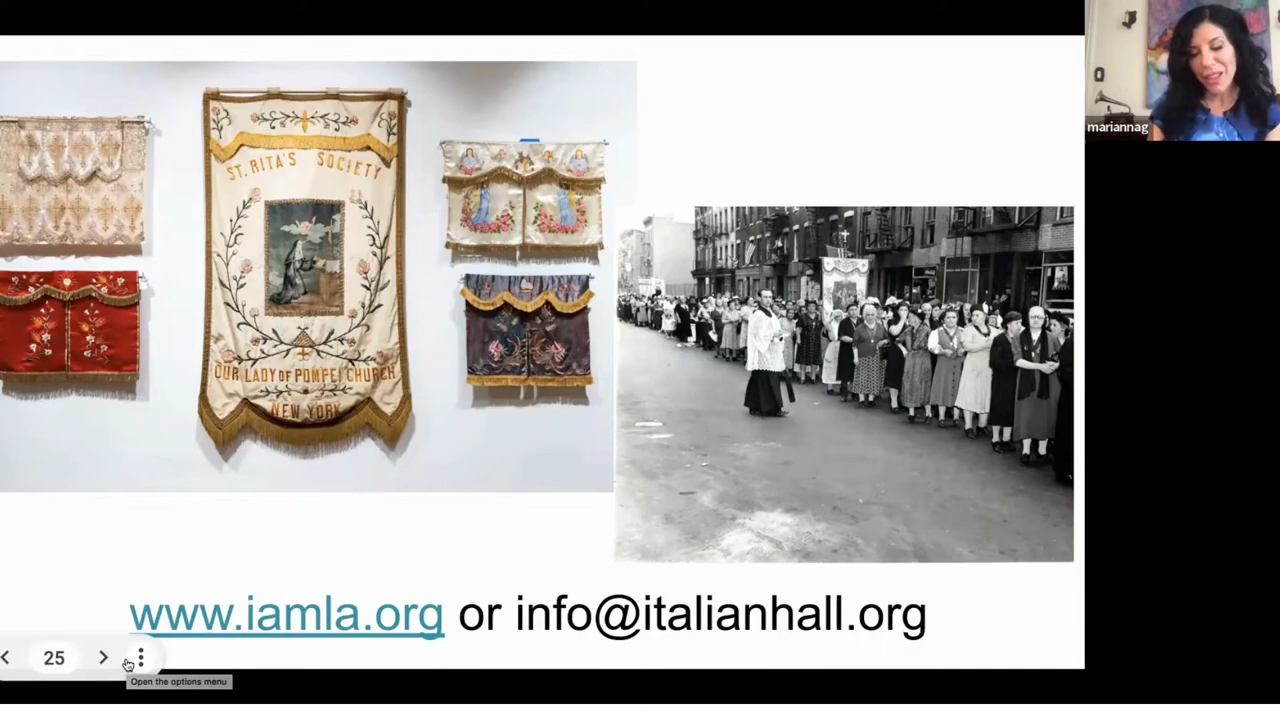 mariannag
ST. RITA'S SOCIETY
OUR LADY OF POMPEI CHURCH
NEW YORK
www.iamla.org or info@italianhall.org
25
Open the options menu